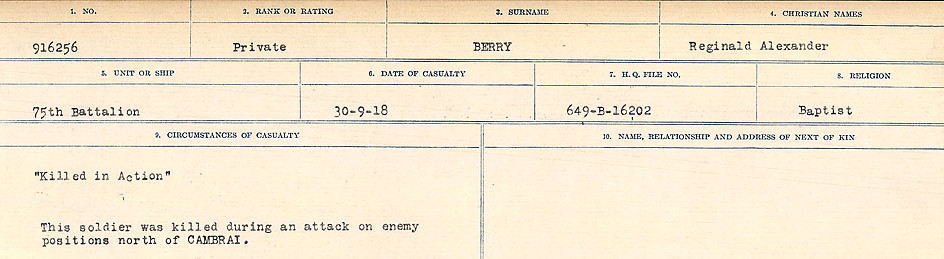 1. NO. 2. RANK OR RATING 3. SURNAME 4. CHRISTIAN NAMES
916256 Private BERRY Reginald Alexander
5. UNIT OR SHIP 6. DATE OF CASUALTY 7. H.Q. FILE NO. 8. RELIGION
75th Battalion 30-9-18 649-B-16202 Baptist
9. CIRCUMSTANCES OF CASUALTY 10. NAME, RELATIONSHIP AND ADDRESS OF NEXT OF KIN
"Killed in Action"
This soldier was killed during an attack on enemy
positions north of CAMBRAI.